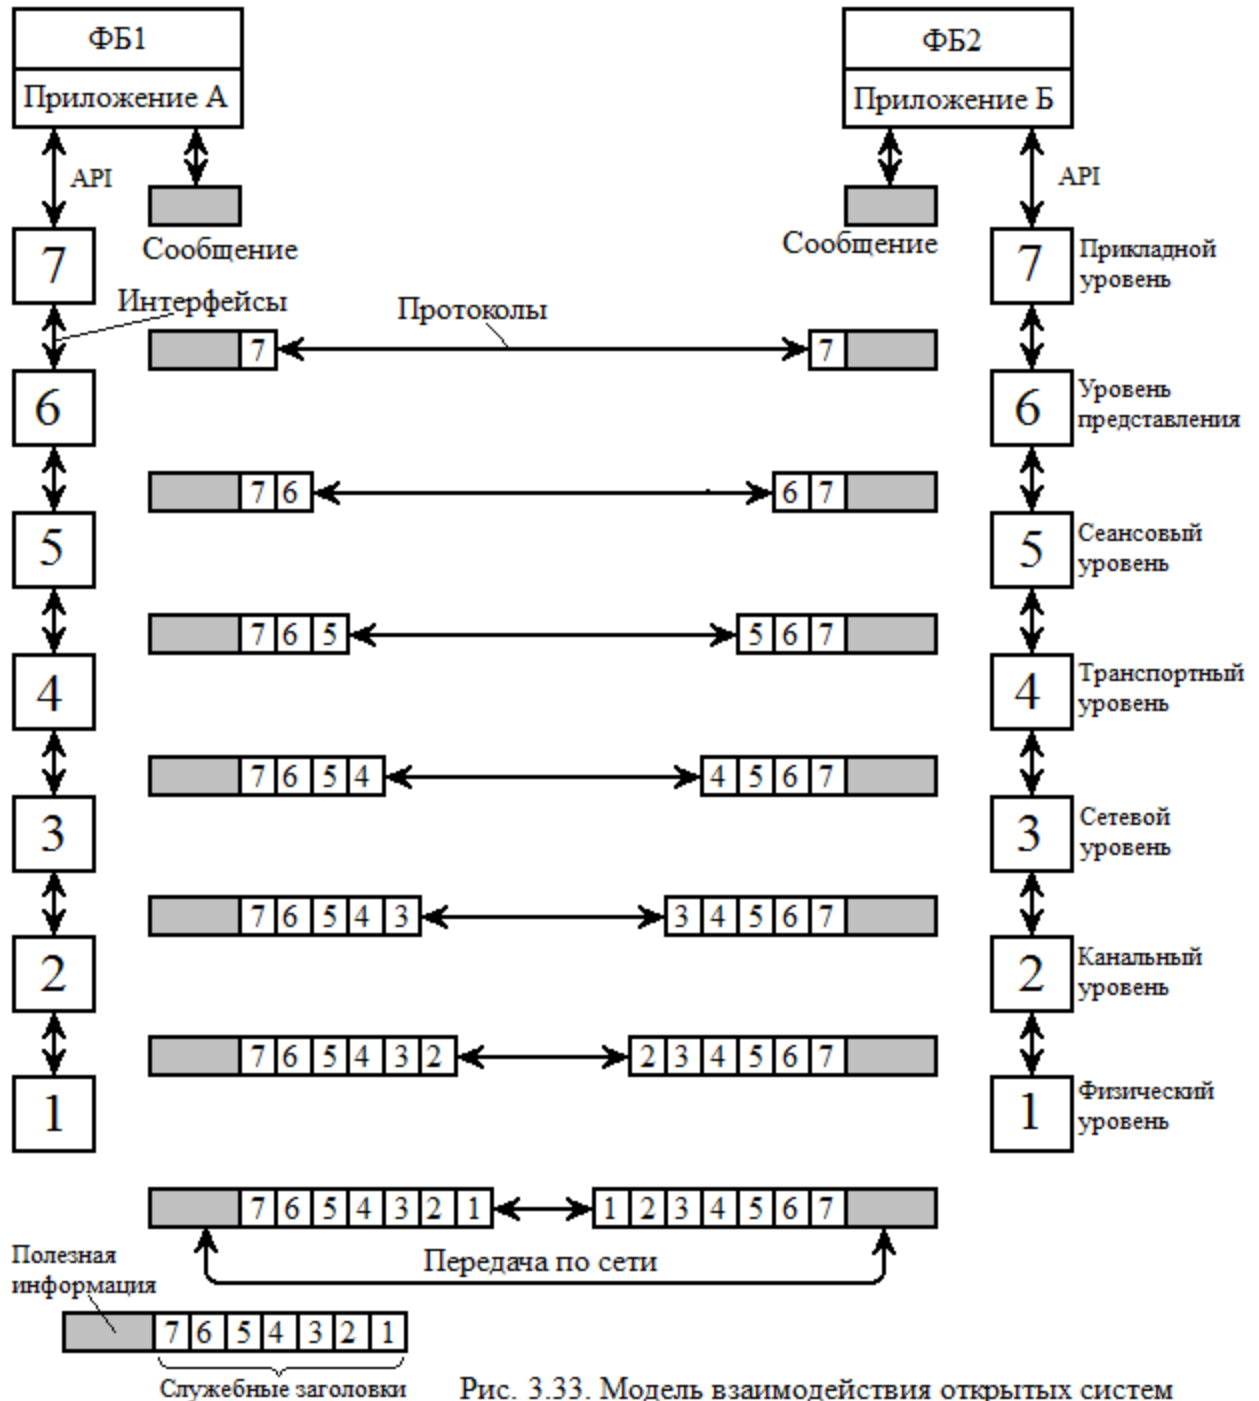 ФБ1
ФБ2
Приложение А
Приложение Б
API
API
Сообщение
Сообщение
7
7
Прикладной
уровень
Интерфейсы
Протоколы
7
7
6
6
Уровень
представления
7 6
6 7
5
5
Сеансовый
уровень
7 6 5
5 6 7
4
4
Транспортный
уровень
7 6 5 4
4 5 6 7
3
3
Сетевой
уровень
7 6 5 4 3
3 4 5 6 7
2
2
Канальный
уровень
7 6 5 4 3 2
2 3 4 5 6 7
1
1
Физический
уровень
7 6 5 4 3 2 1
1 2 3 4 5 6 7
Передача по сети
Полезная
информация
7 6 5 4 3 2 1
Служебные заголовки
Рис. 3.33. Модель взаимодействия открытых систем